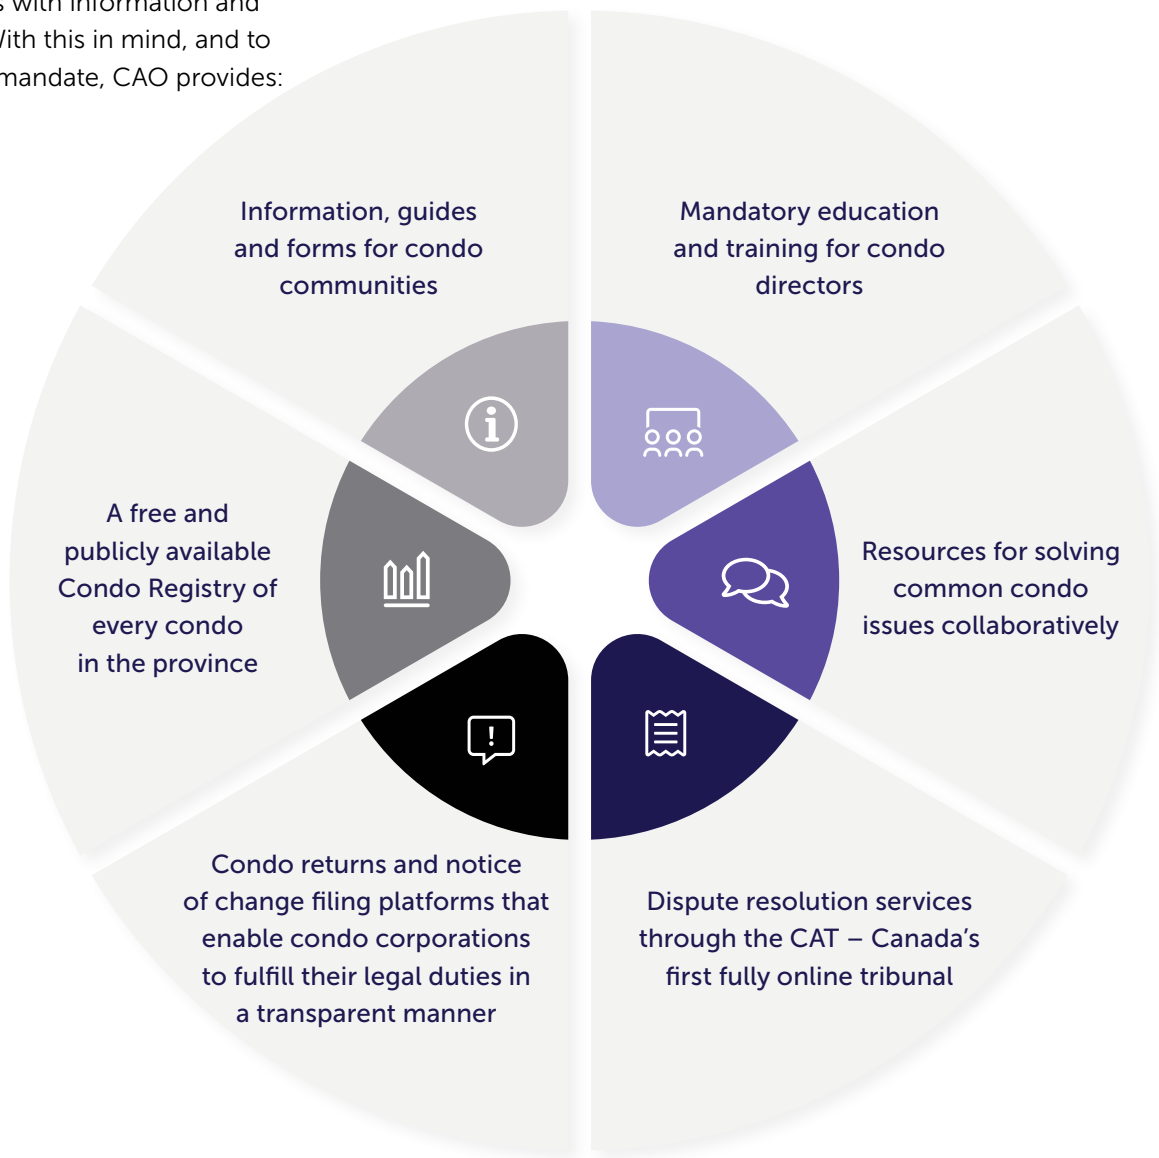 s with information and
With this in mind, and to
mandate, CAO provides:
Information, guides
and forms for condo
communities
Mandatory education
and training for condo
directors
A free and
publicly available
Condo Registry of
every condo
in the province
Resources for solving
common condo
issues collaboratively
Condo returns and notice
of change filing platforms that
enable condo corporations
to fulfill their legal duties in
a transparent manner
Dispute resolution services
through the CAT – Canada's
first fully online tribunal